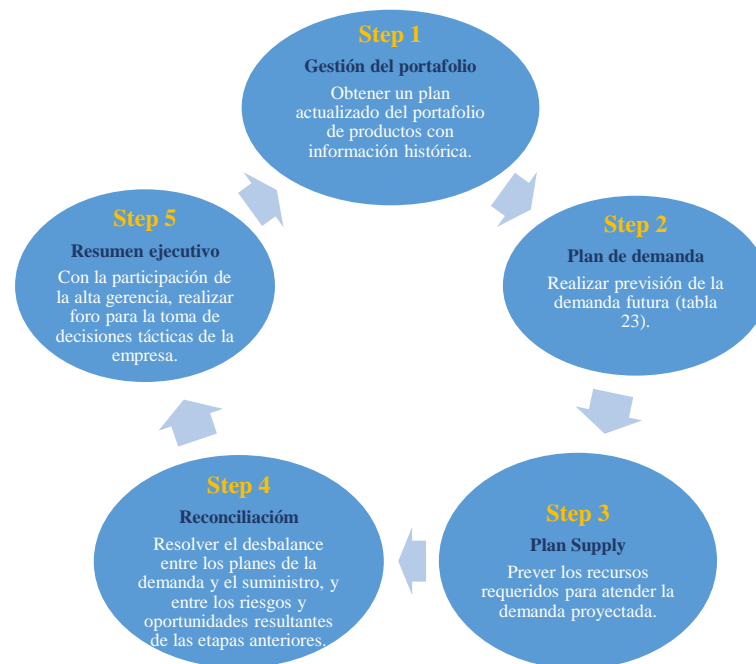 Step 1
Gestión del portafolio
Obtener un plan
actualizado del portafolio
de productos con
información histórica.
Step 2
Plan de demanda
Realizar previsión de la
demanda futura (tabla
23).
Step 3
Plan Supply
Prever los recursos
requeridos para atender la
demanda proyectada.
Step 4
Reconciliacióm
Resolver el desbalance
entre los planes de la
demanda y el suministro, y
entre los riesgos y
oportunidades resultantes
de las etapas anteriores.
Step 5
Resumen ejecutivo
Con la participación de
la alta gerencia, realizar
foro para la toma de
decisiones tácticas de la
empresa.